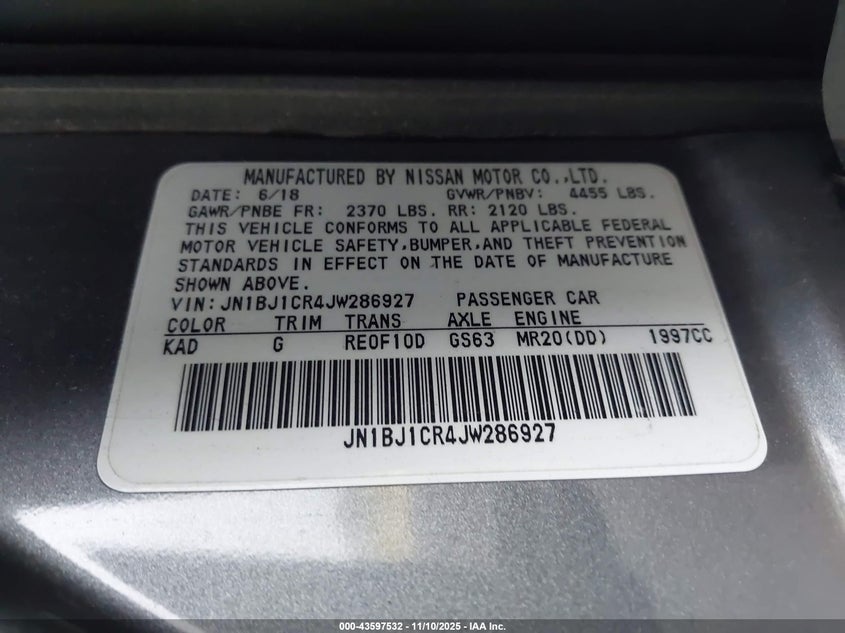 MANUFACTURED BY NISSAN MOTOR CO.,LTD.
DATE: 6/18 GVWR/PNBV: 4455 LBS.
GAWR/PNBE FR: 2370 LBS. RR: 2120 LBS.
THIS VEHICLE CONFORMS TO ALL APPLICABLE FEDERAL
MOTOR VEHICLE SAFETY,BUMPER,AND THEFT PREVENTION
STANDARDS IN EFFECT ON THE DATE OF MANUFACTURE
SHOWN ABOVE.
VIN:JN1BJ1CR4JW286927 PASSENGER CAR
COLOR TRIM TRANS AXLE ENGINE
KAD G RE0F10D GS63 MR20(DD) 1997CC
JN1BJ1CR4JW286927
000-43597532 - 11/10/2025 - IAA Inc.